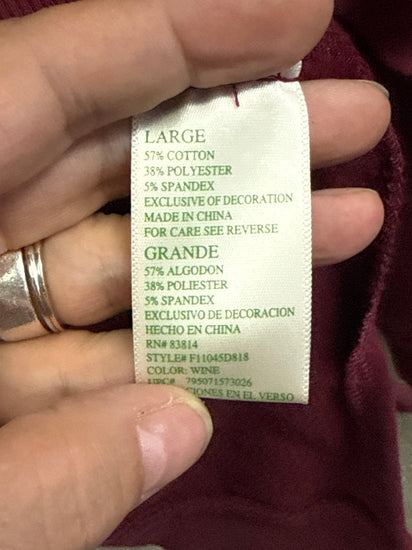 LARGE
57% COTTON
38% POLYESTER
5% SPANDEX
EXCLUSIVE OF DECORATION
MADE IN CHINA
FOR CARE SEE REVERSE
GRANDE
57% ALGODON
38% POLIESTER
5% SPANDEX
EXCLUSIVO DE DECORACION
HECHO EN CHINA
RN# 83814
STYLE# F11045D818
COLOR: WINE
UPC# 795071573026
CIONES EN EL VERSO